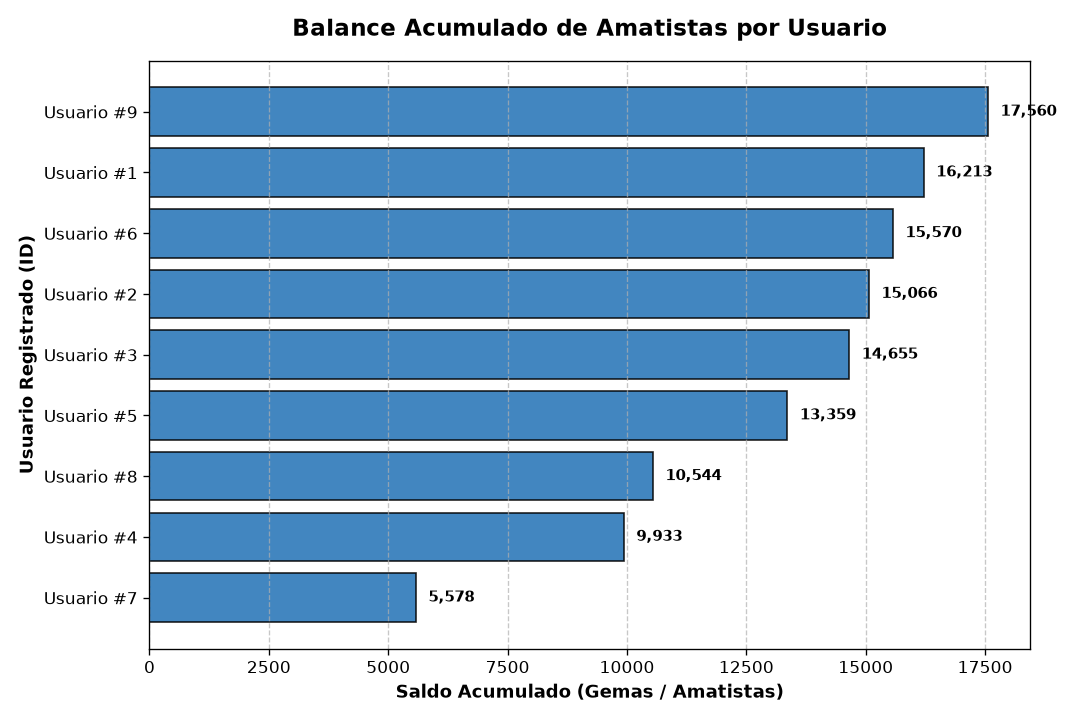 Balance Acumulado de Amatistas por Usuario
Usuario Registrado (ID)
Usuario #9 17,560
Usuario #1 16,213
Usuario #6 15,570
Usuario #2 15,066
Usuario #3 14,655
Usuario #5 13,359
Usuario #8 10,544
Usuario #4 9,933
Usuario #7 5,578
0 2500 5000 7500 10000 12500 15000 17500
Saldo Acumulado (Gemas / Amatistas)